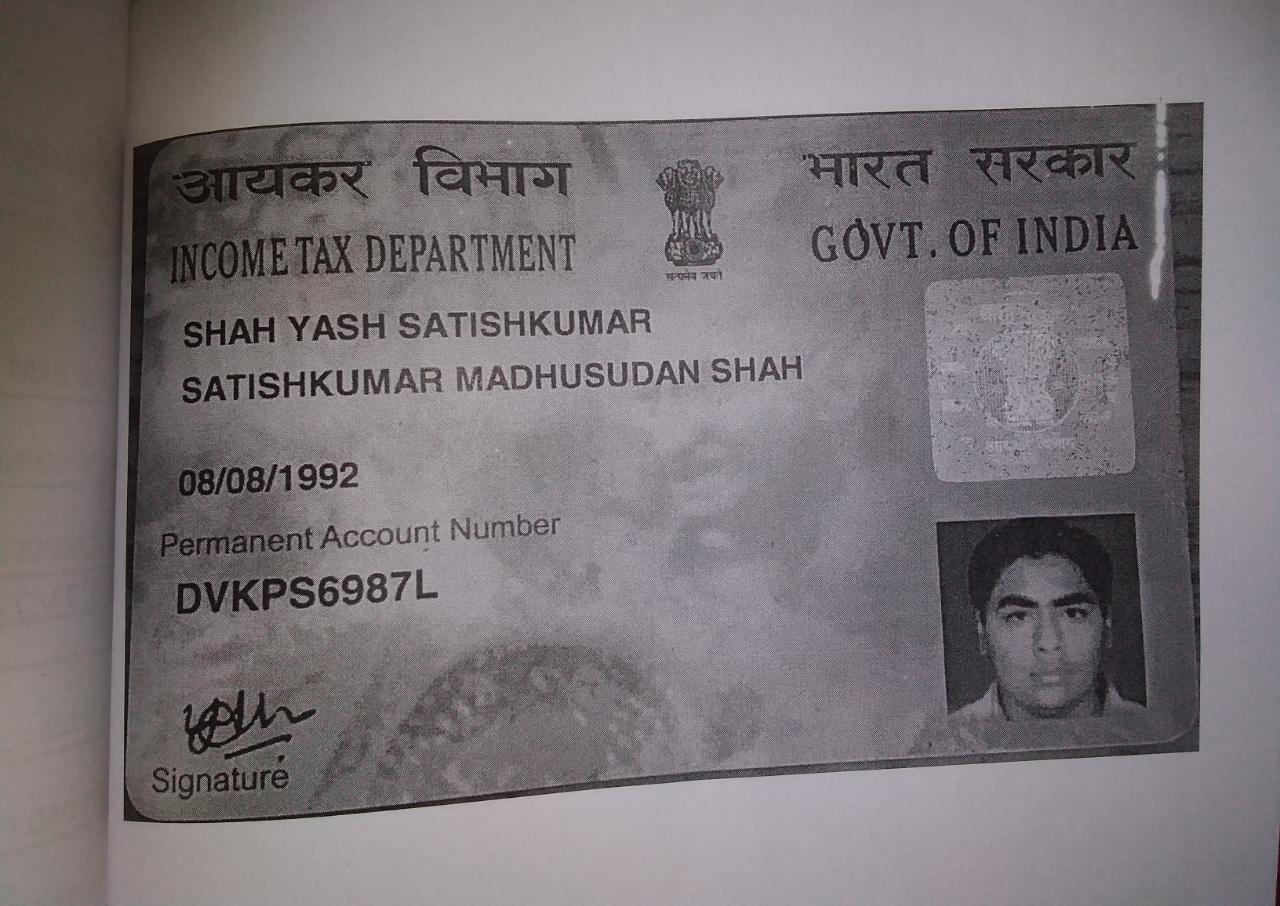 आयकर विभाग
भारत सरकार
INCOME TAX DEPARTMENT
GOVT. OF INDIA
सत्यमेव जयते
SHAH YASH SATISHKUMAR
SATISHKUMAR MADHUSUDAN SHAH
08/08/1992
Permanent Account Number
DVKPS6987L
Signature